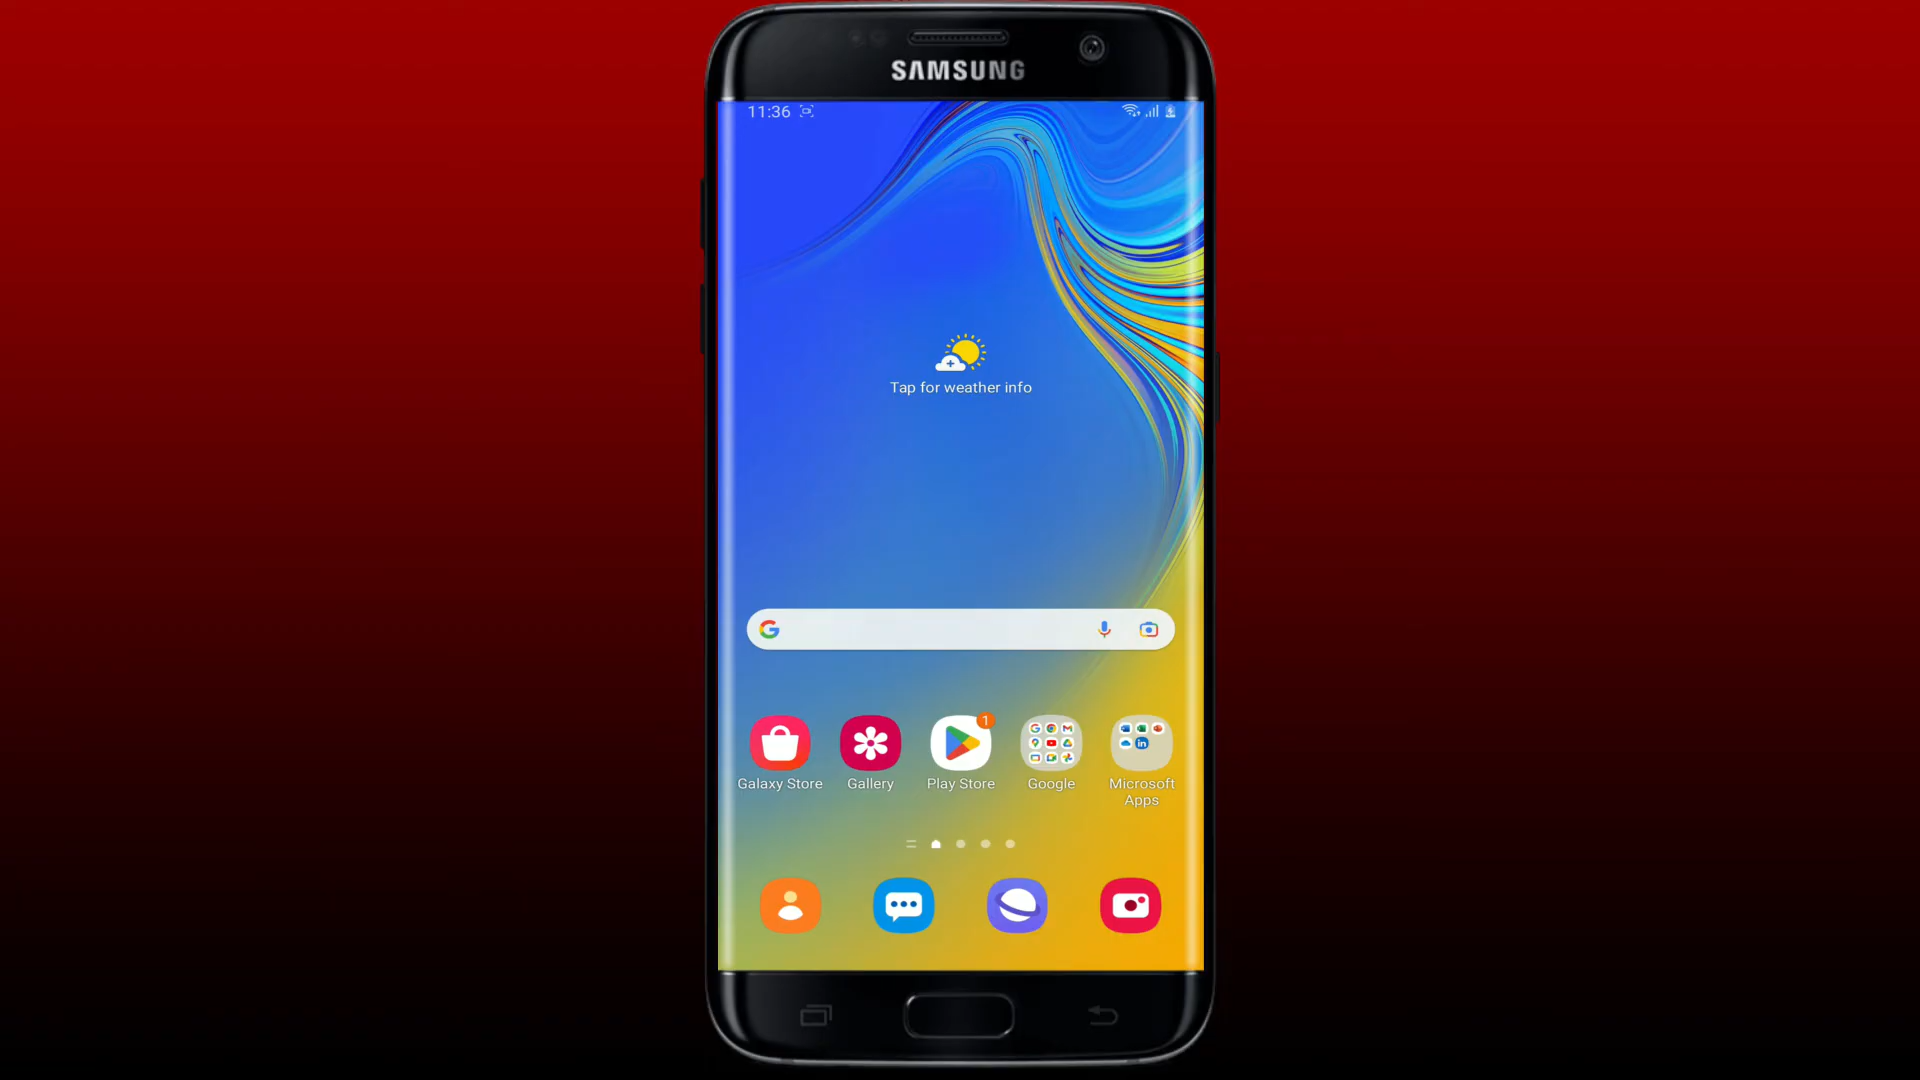 SAMSUNG
11:36
Tap for weather info
1
Galaxy Store
Gallery
Play Store
Google
Microsoft
Apps